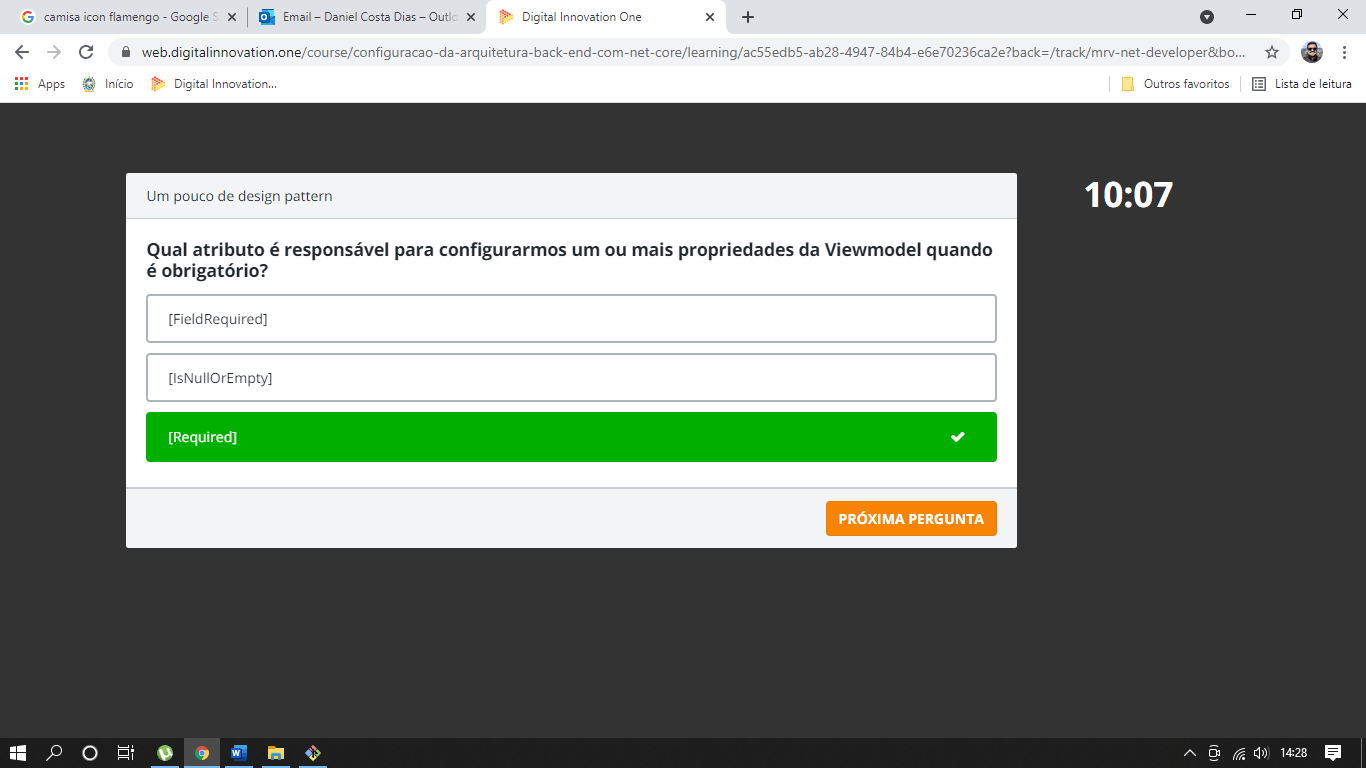 camisa icon flamengo - Google S
Email – Daniel Costa Dias – Outlo
Digital Innovation One
web.digitalinnovation.one/course/configuracao-da-arquitetura-back-end-com-net-core/learning/ac55edb5-ab28-4947-84b4-e6e70236ca2e?back=/track/mrv-net-developer&bo...
Apps
Início
Digital Innovation...
Outros favoritos
Lista de leitura
Um pouco de design pattern
10:07
Qual atributo é responsável para configurarmos um ou mais propriedades da Viewmodel quando
é obrigatório?
[FieldRequired]
[IsNullOrEmpty]
[Required]
PRÓXIMA PERGUNTA
14:28